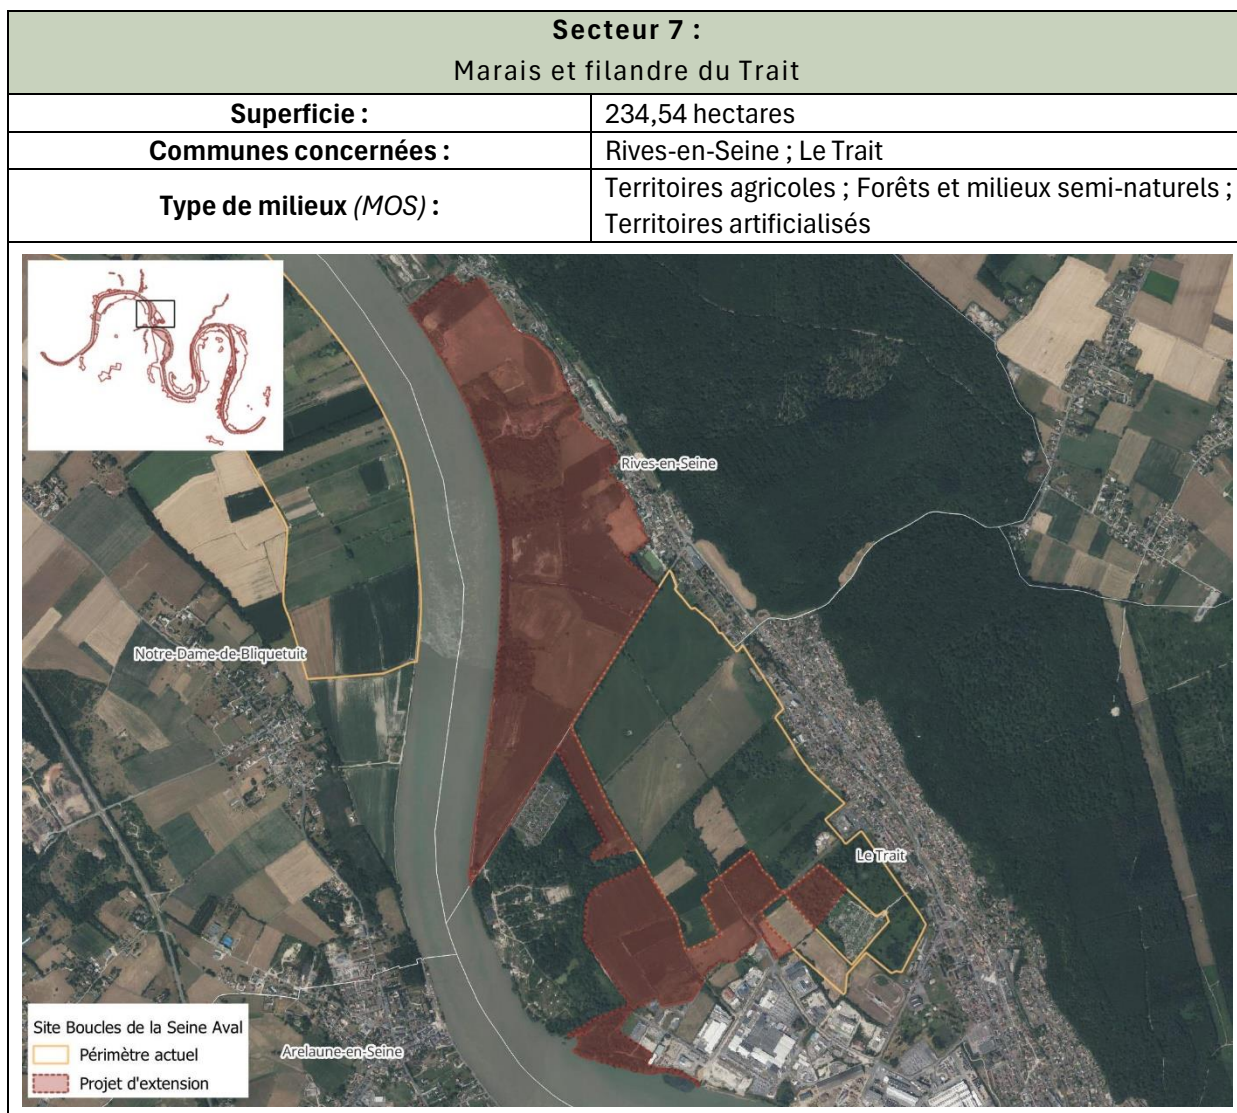 Secteur 7 :
Marais et filandre du Trait
Superficie :
234,54 hectares
Communes concernées :
Rives-en-Seine ; Le Trait
Type de milieu (MOS) :
Territoires agricoles ; Forêts et milieux semi-naturels ;
Territoires artificialisés
Rives-en-Seine
Notre-Dame-de-Bliquetuit
Le Trait
Arelaune-en-Seine
Site Boucles de la Seine Aval
Périmètre actuel
Projet d'extension